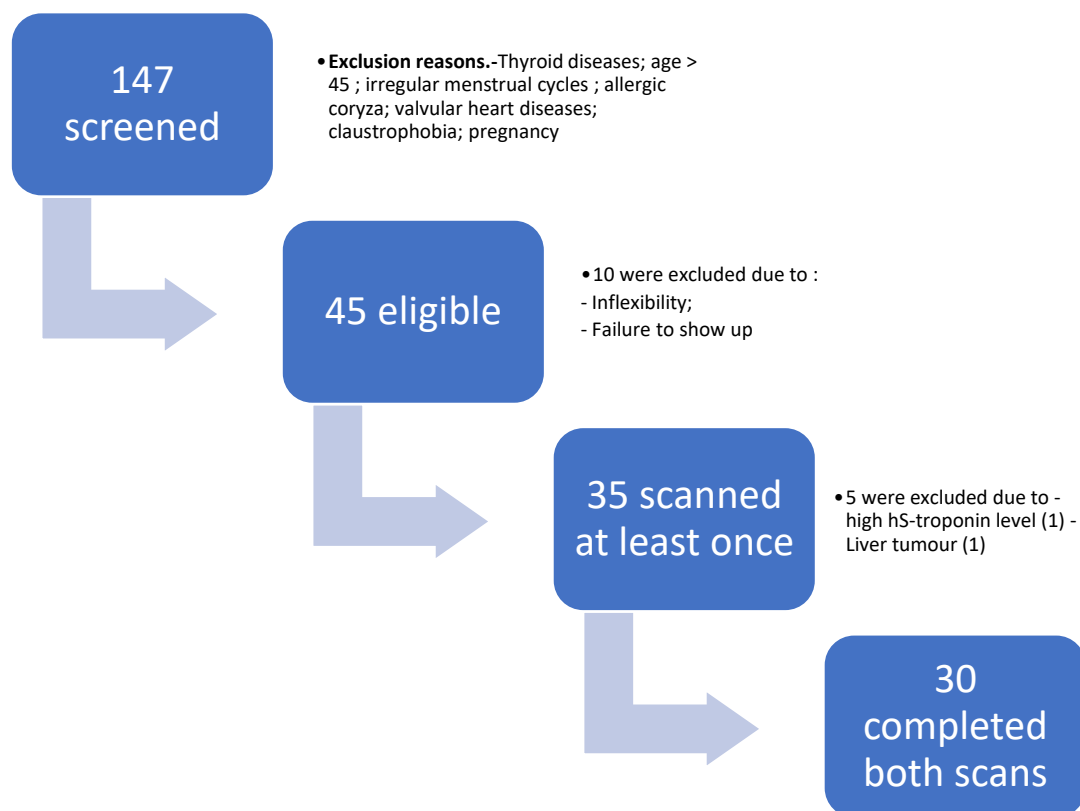 147
screened
•Exclusion reasons.-Thyroid diseases; age >
45 ; irregular menstrual cycles ; allergic
coryza; valvular heart diseases;
claustrophobia; pregnancy
45 eligible
•10 were excluded due to :
- Inflexibility;
- Failure to show up
35 scanned
at least once
•5 were excluded due to -
high hS-troponin level (1) -
Liver tumour (1)
30
completed
both scans